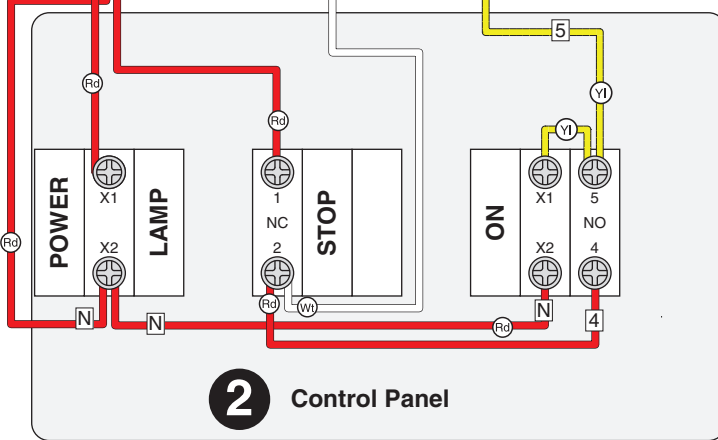 5
Yl
Rd
Rd
Yl
POWER
X1
LAMP
X2
1
NC
2
STOP
ON
X1
X2
5
NO
4
Rd
Rd
Wt
N
N
Rd
N
4
2 Control Panel